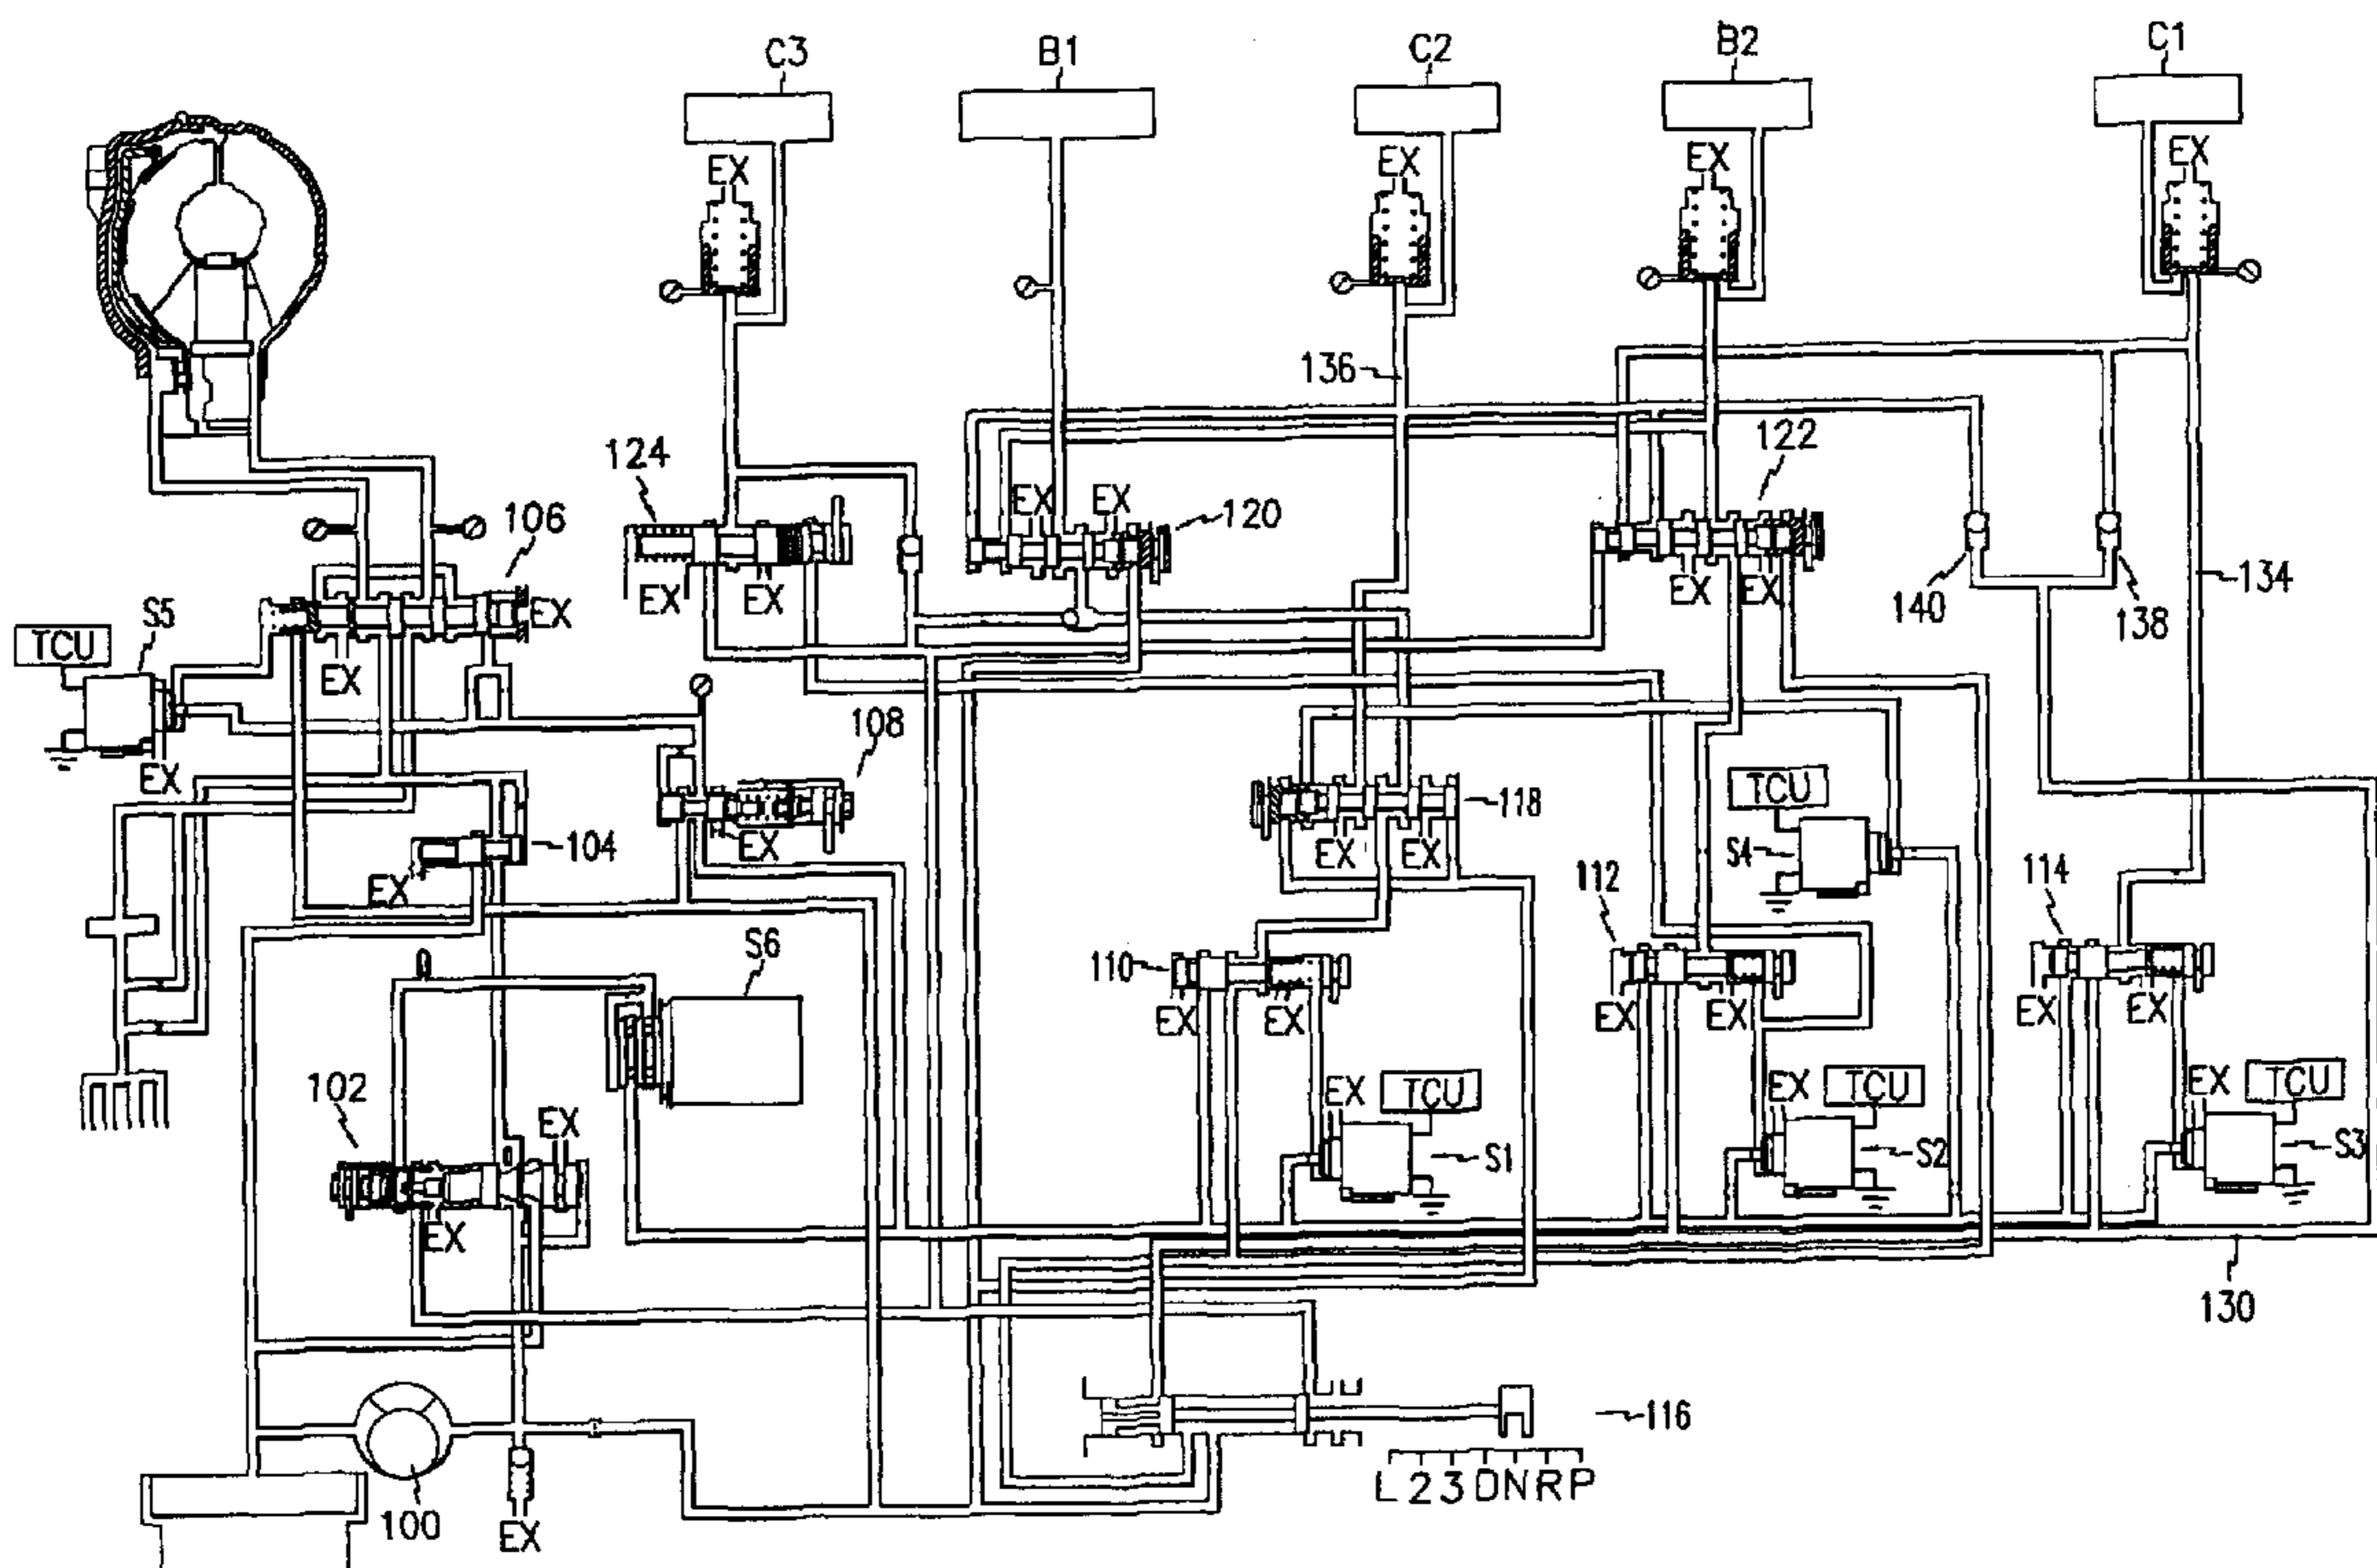 C3
B1
C2
B2
C1
EX
EX
EX
EX
136
124
EX
EX
122
120
106
EX
EX
EX
EX
EX
140
138
134
S5
TCU
EX
EX
108
118
TCU
EX
104
EX
EX
EX
S4
112
114
S6
110
EX
EX
EX
EX
EX
EX
102
EX
EX
TCU
EX
TCU
EX
TCU
S1
S2
S3
EX
130
116
L 2 3 D N R P
100
EX